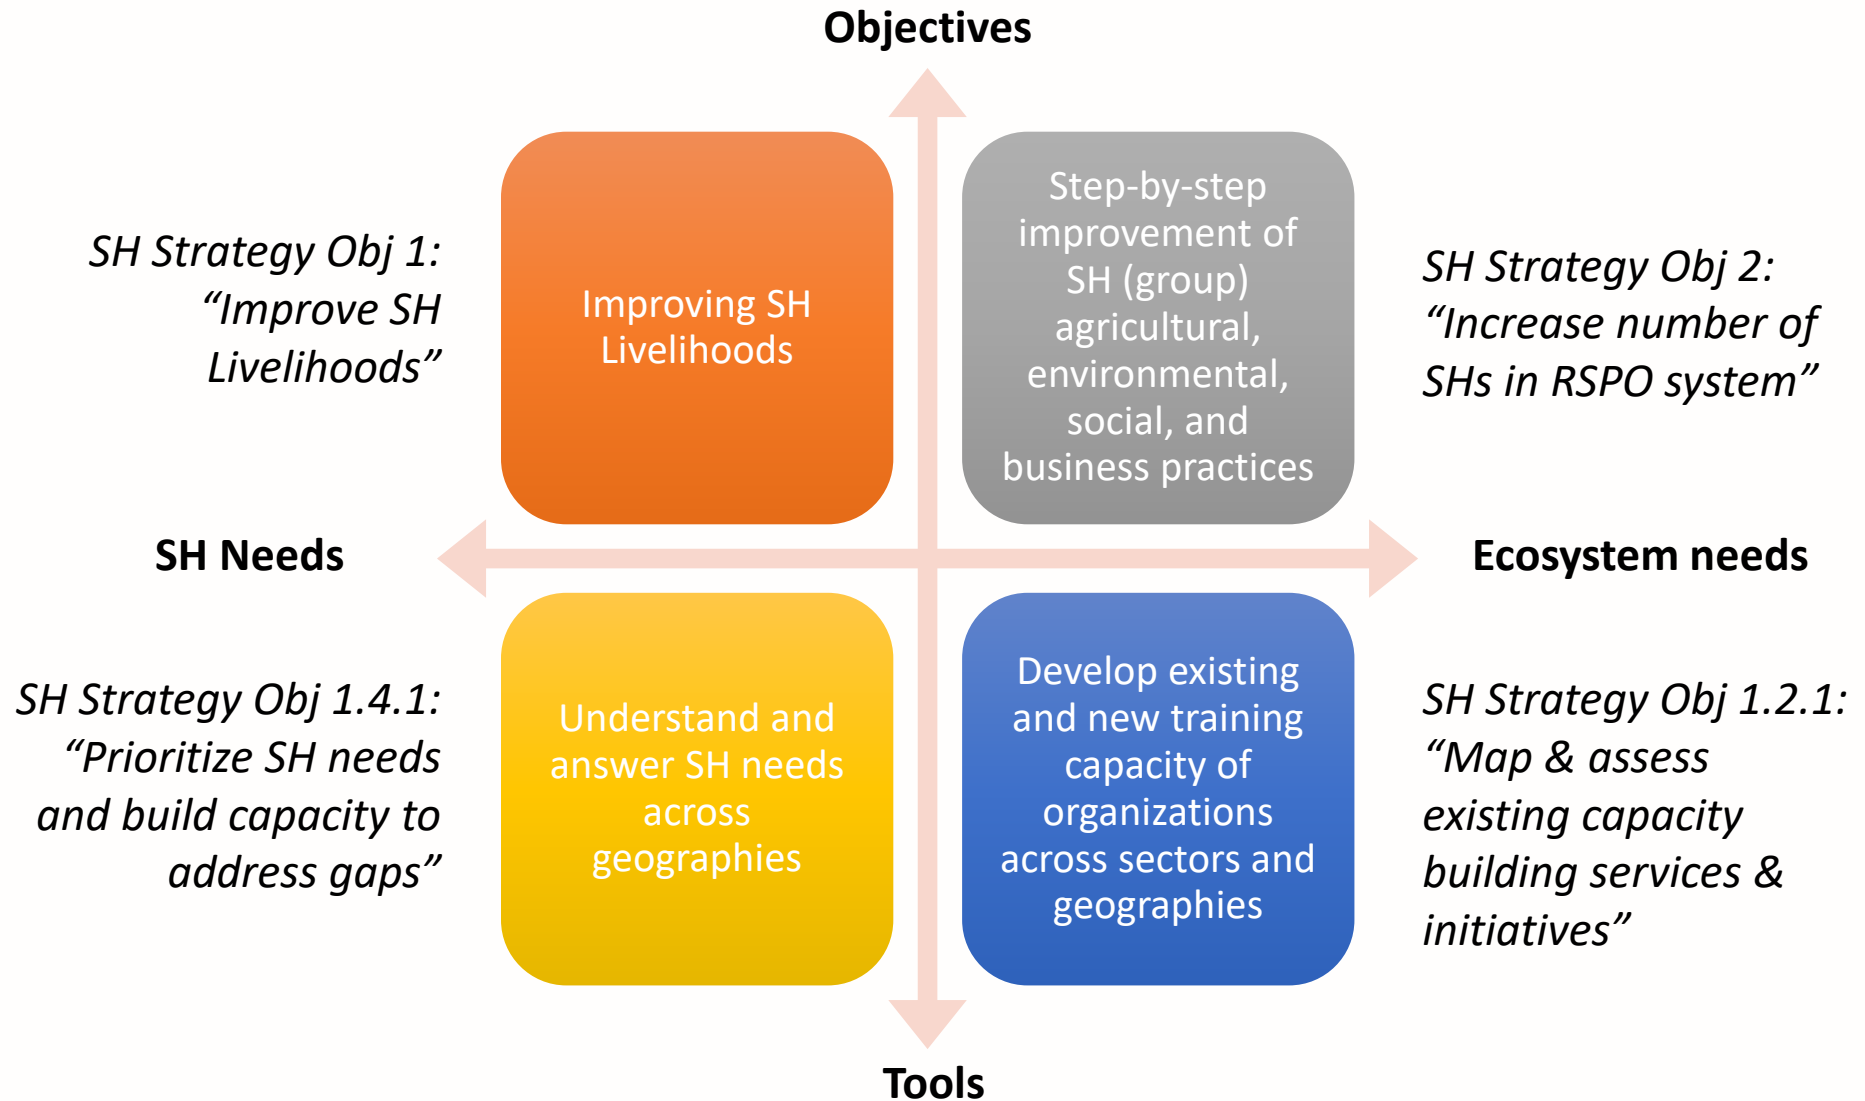 Objectives
SH Strategy Obj 1:
“Improve SH
Livelihoods”
Improving SH
Livelihoods
Step-by-step
improvement of
SH (group)
agricultural,
environmental,
social, and
business practices
SH Strategy Obj 2:
“Increase number of
SHs in RSPO system”
SH Needs
Ecosystem needs
SH Strategy Obj 1.4.1:
“Prioritize SH needs
and build capacity to
address gaps”
Understand and
answer SH needs
across
geographies
Develop existing
and new training
capacity of
organizations
across sectors and
geographies
SH Strategy Obj 1.2.1:
“Map & assess
existing capacity
building services &
initiatives”
Tools